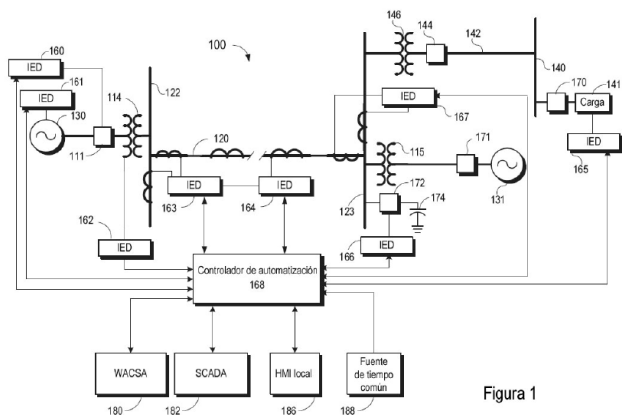 100
160
IED
161
IED
130
111
114
122
120
IED
163
IED
164
162
IED
146
144
142
140
170
141
Carga
IED
165
IED
167
115
171
131
172
174
123
166
IED
Controlador de automatización
168
WACSA
180
SCADA
182
HMI local
186
Fuente
de tiempo
común
188
Figura 1